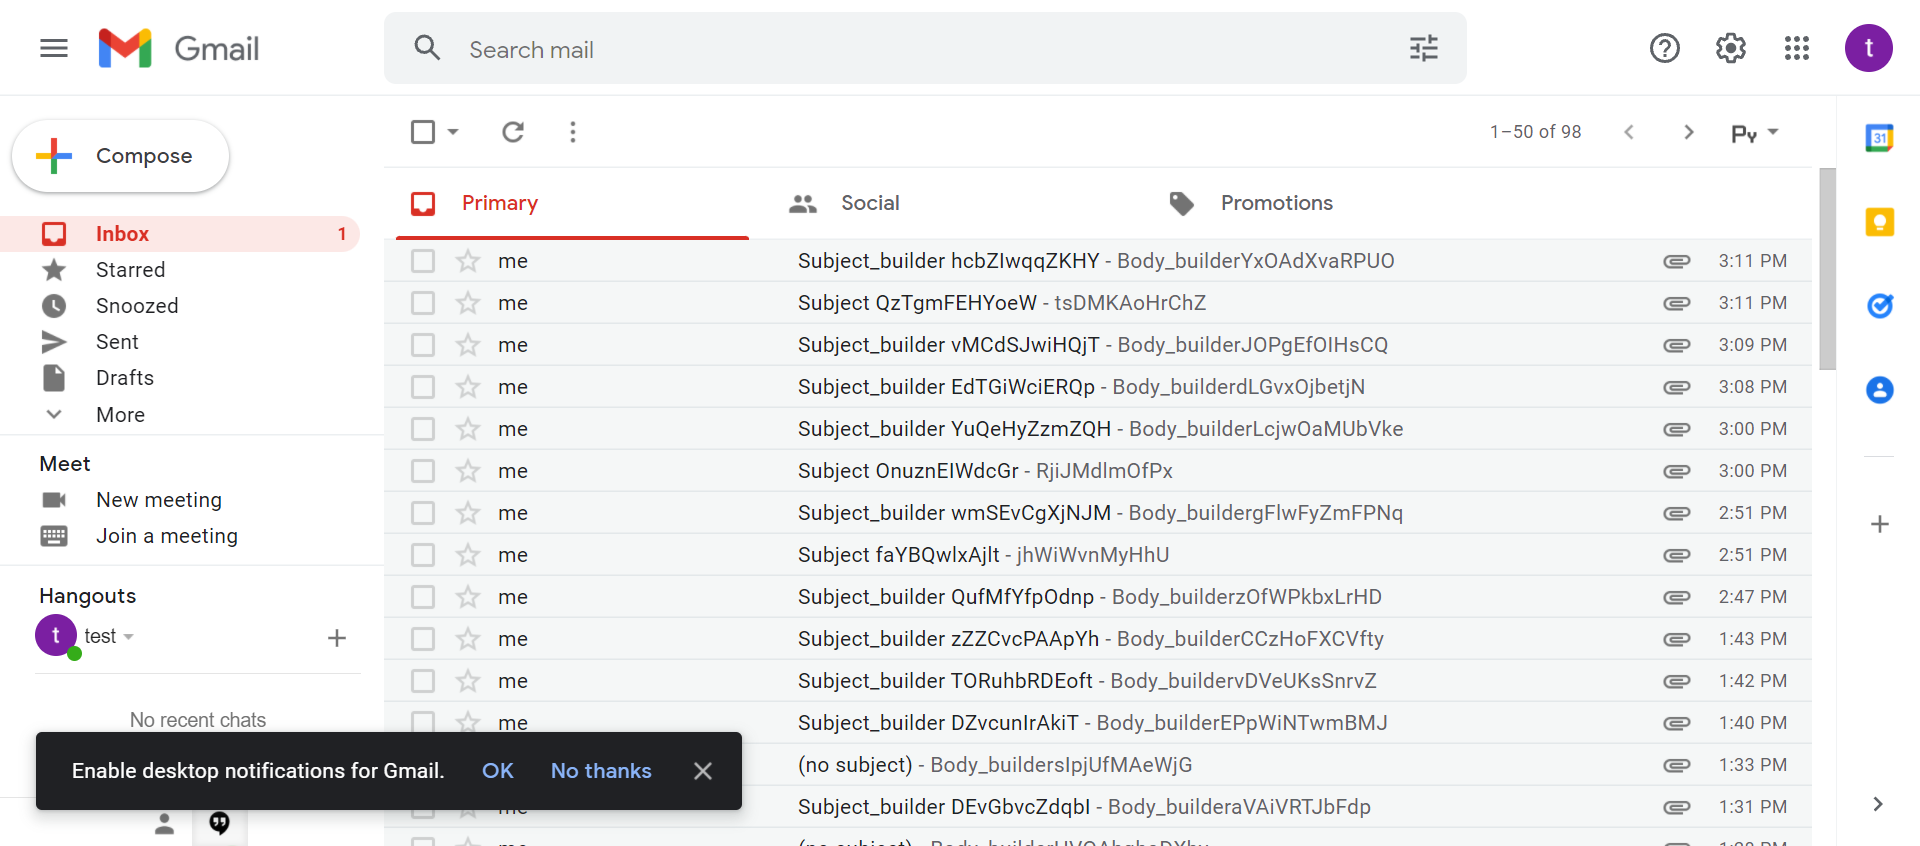 Gmail
Search mail
t
Compose
1–50 of 98
Py
31
Primary
Social
Promotions
Inbox 1
Starred
Snoozed
Sent
Drafts
More
Meet
New meeting
Join a meeting
Hangouts
t test
No recent chats
me Subject_builder hcbZIwqqZKHY - Body_builderYxOAdXvaRPUO 3:11 PM
me Subject QzTgmFEHYoeW - tsDMKAoHrChZ 3:11 PM
me Subject_builder vMCdSJwiHQjT - Body_builderJOPgEfOIHsCQ 3:09 PM
me Subject_builder EdTGiWciERQp - Body_builderdLGvxOjbetjN 3:08 PM
me Subject_builder YuQeHyZzmZQH - Body_builderLcjwOaMUbVke 3:00 PM
me Subject OnuznEIWdcGr - RjiJMdlmOfPx 3:00 PM
me Subject_builder wmSEvCgXjNJM - Body_buildergFlwFyZmFPNq 2:51 PM
me Subject faYBQwlxAjlt - jhWiWvnMyHhU 2:51 PM
me Subject_builder QufMfYfpOdnp - Body_builderzOfWPkbxLrHD 2:47 PM
me Subject_builder zZZCvcPAApYh - Body_builderCCzHoFXCVfty 1:43 PM
me Subject_builder TORuhbRDEoft - Body_buildervDVeUKsSnrvZ 1:42 PM
me Subject_builder DZvcunIrAkiT - Body_builderEPpWiNTwmBMJ 1:40 PM
(no subject) - Body_buildersIpjUfMAeWjG 1:33 PM
me Subject_builder DEvGbvcZdqbI - Body_builderaVAiVRTJbFdp 1:31 PM
me (no subject)
Enable desktop notifications for Gmail. OK No thanks